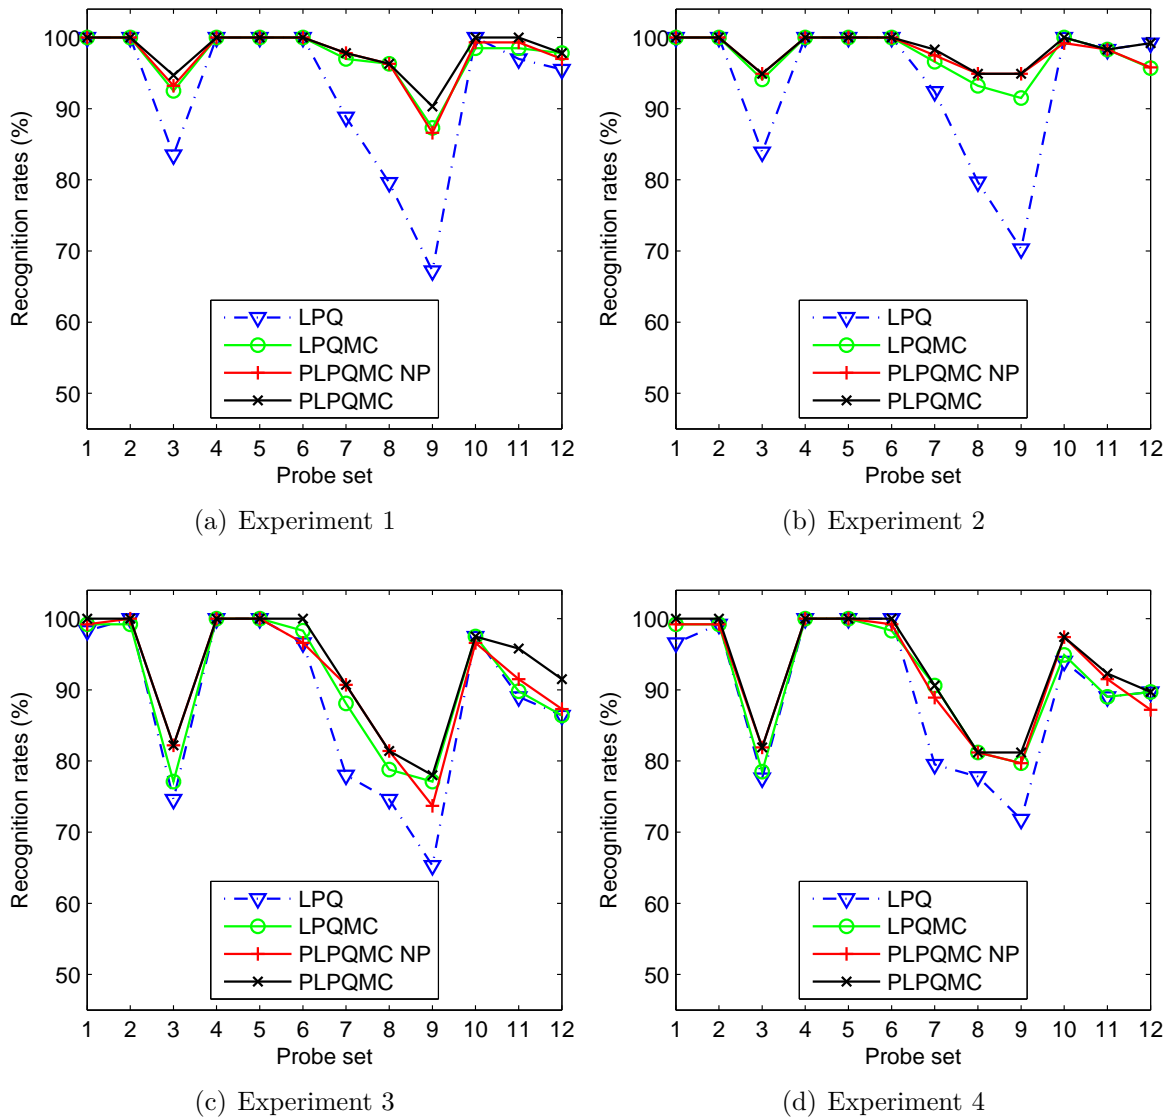 100
90
80
70
60
50
Recognition rates (%)
LPQ
LPQMC
PLPQMC NP
PLPQMC
1 2 3 4 5 6 7 8 9 10 11 12
Probe set
(a) Experiment 1
100
90
80
70
60
50
Recognition rates (%)
LPQ
LPQMC
PLPQMC NP
PLPQMC
1 2 3 4 5 6 7 8 9 10 11 12
Probe set
(b) Experiment 2
100
90
80
70
60
50
Recognition rates (%)
LPQ
LPQMC
PLPQMC NP
PLPQMC
1 2 3 4 5 6 7 8 9 10 11 12
Probe set
(c) Experiment 3
100
90
80
70
60
50
Recognition rates (%)
LPQ
LPQMC
PLPQMC NP
PLPQMC
1 2 3 4 5 6 7 8 9 10 11 12
Probe set
(d) Experiment 4